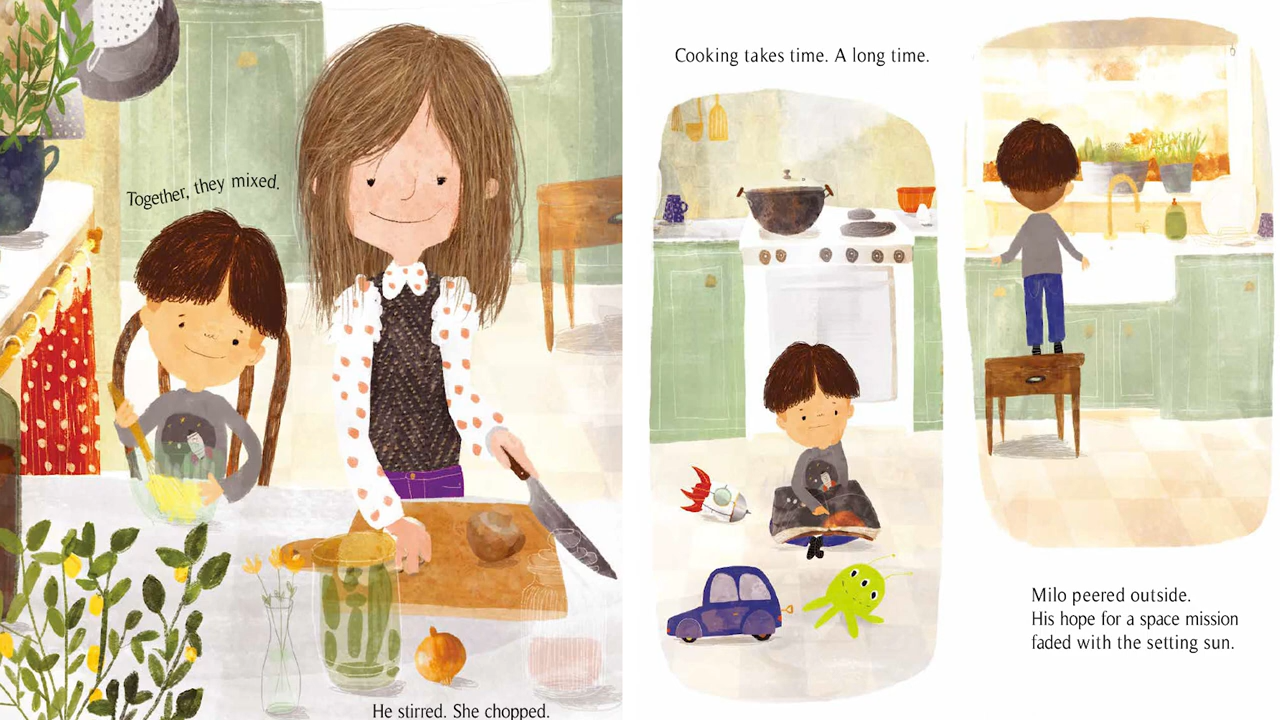 Together, they mixed.
He stirred. She chopped.
Cooking takes time. A long time.
Milo peered outside.
His hope for a space mission
faded with the setting sun.